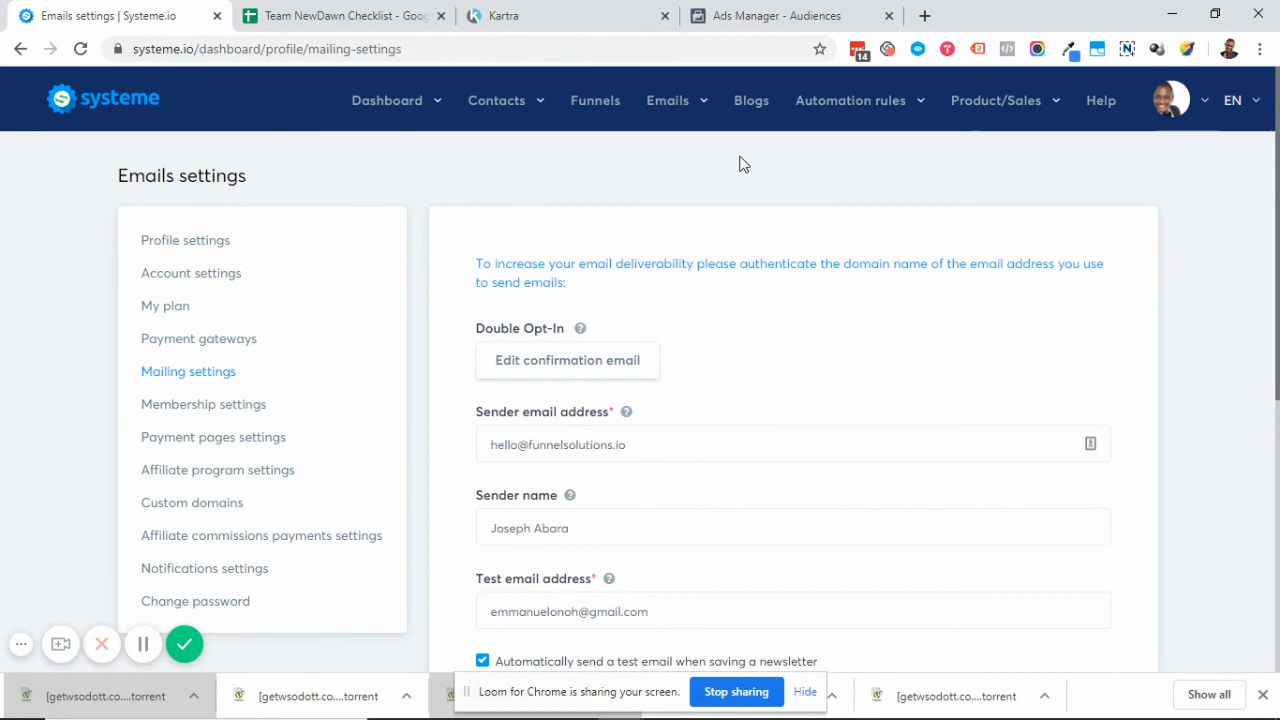 Emails settings | Systeme.io
Team NewDawn Checklist - Goog
Kartra
Ads Manager - Audiences
systeme.io/dashboard/profile/mailing-settings
14
systeme
Dashboard
Contacts
Funnels
Emails
Blogs
Automation rules
Product/Sales
Help
EN
Emails settings
Profile settings
Account settings
My plan
Payment gateways
Mailing settings
Membership settings
Payment pages settings
Affiliate program settings
Custom domains
Affiliate commissions payments settings
Notifications settings
Change password
To increase your email deliverability please authenticate the domain name of the email address you use
to send emails:
Double Opt-In
Edit confirmation email
Sender email address*
hello@funnelsolutions.io
Sender name
Joseph Abara
Test email address*
emmanuelonoh@gmail.com
Automatically send a test email when saving a newsletter
[getwsodott.co....torrent
[getwsodott.co....torrent
Loom for Chrome is sharing your screen.
Stop sharing
Hide
[getwsodott.co....torrent
Show all